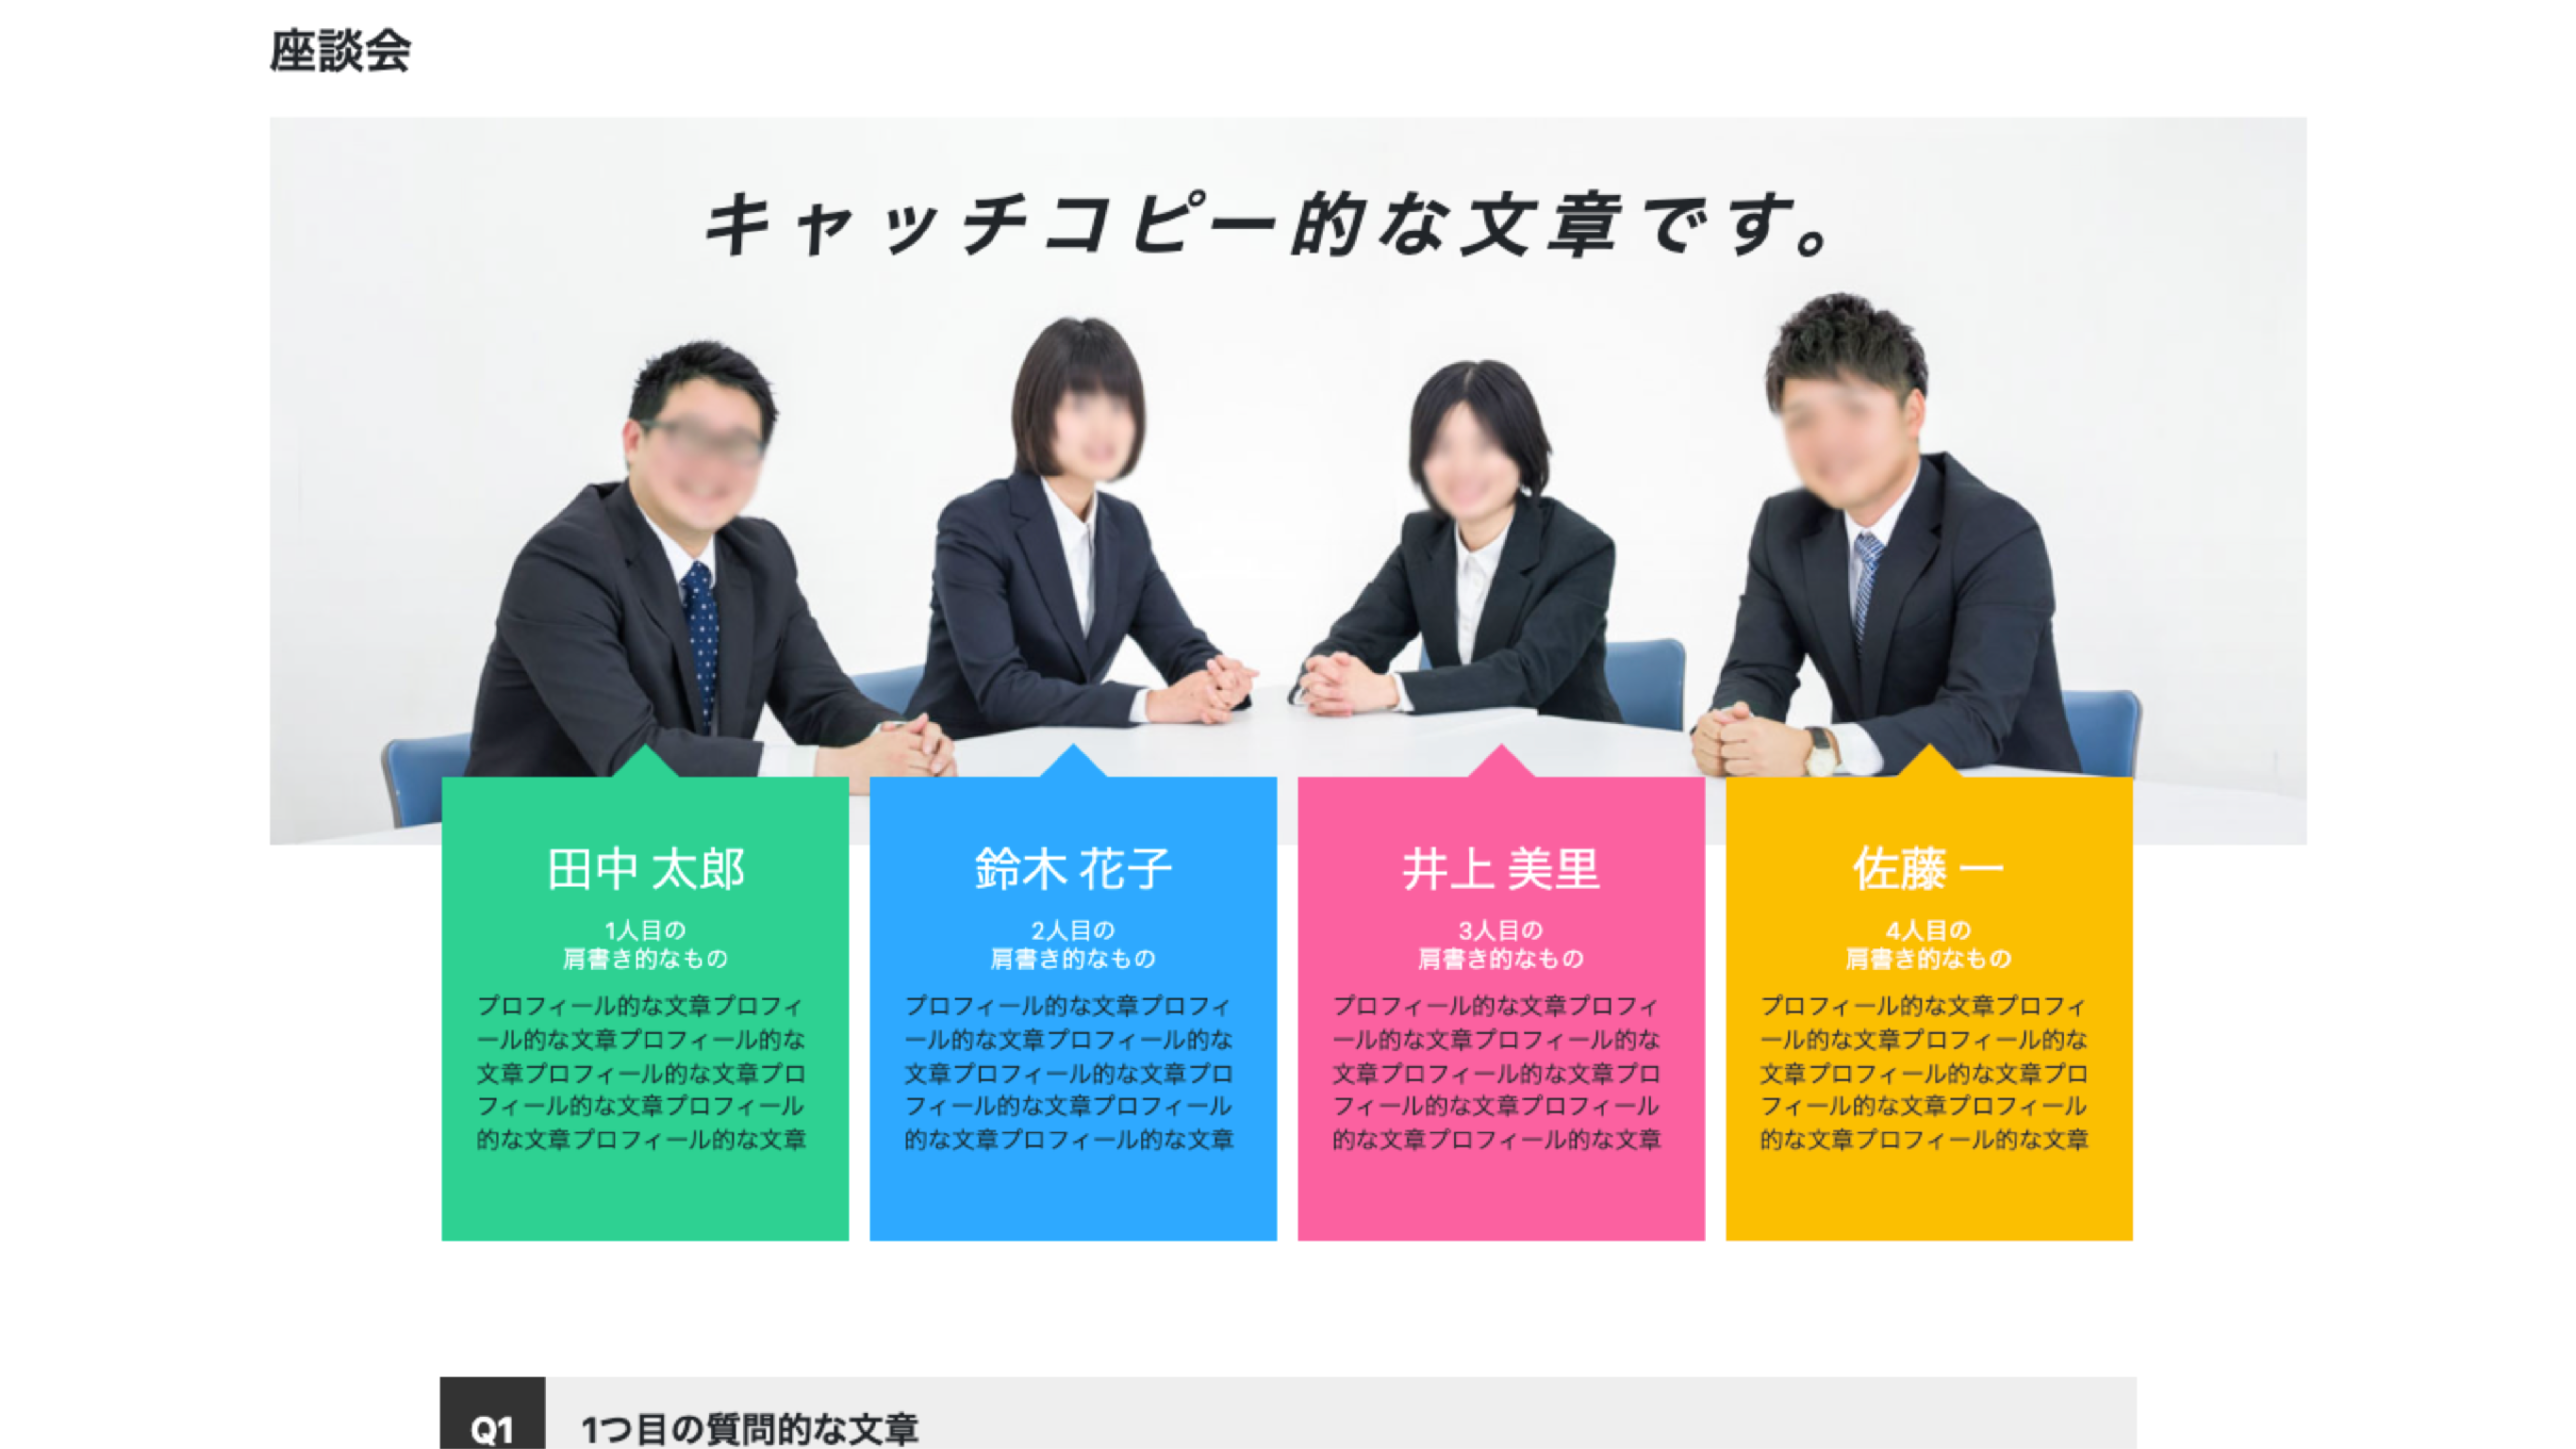 座談会
キャッチコピー的な文章です。
田中 太郎
1人目の
肩書き的なもの
プロフィール的な文章プロフィ
ール的な文章プロフィール的な
文章プロフィール的な文章プロ
フィール的な文章プロフィール
的な文章プロフィール的な文章
鈴木 花子
2人目の
肩書き的なもの
プロフィール的な文章プロフィ
ール的な文章プロフィール的な
文章プロフィール的な文章プロ
フィール的な文章プロフィール
的な文章プロフィール的な文章
井上 美里
3人目の
肩書き的なもの
プロフィール的な文章プロフィ
ール的な文章プロフィール的な
文章プロフィール的な文章プロ
フィール的な文章プロフィール
的な文章プロフィール的な文章
佐藤 一
4人目の
肩書き的なもの
プロフィール的な文章プロフィ
ール的な文章プロフィール的な
文章プロフィール的な文章プロ
フィール的な文章プロフィール
的な文章プロフィール的な文章
Q1 1つ目の質問的な文章